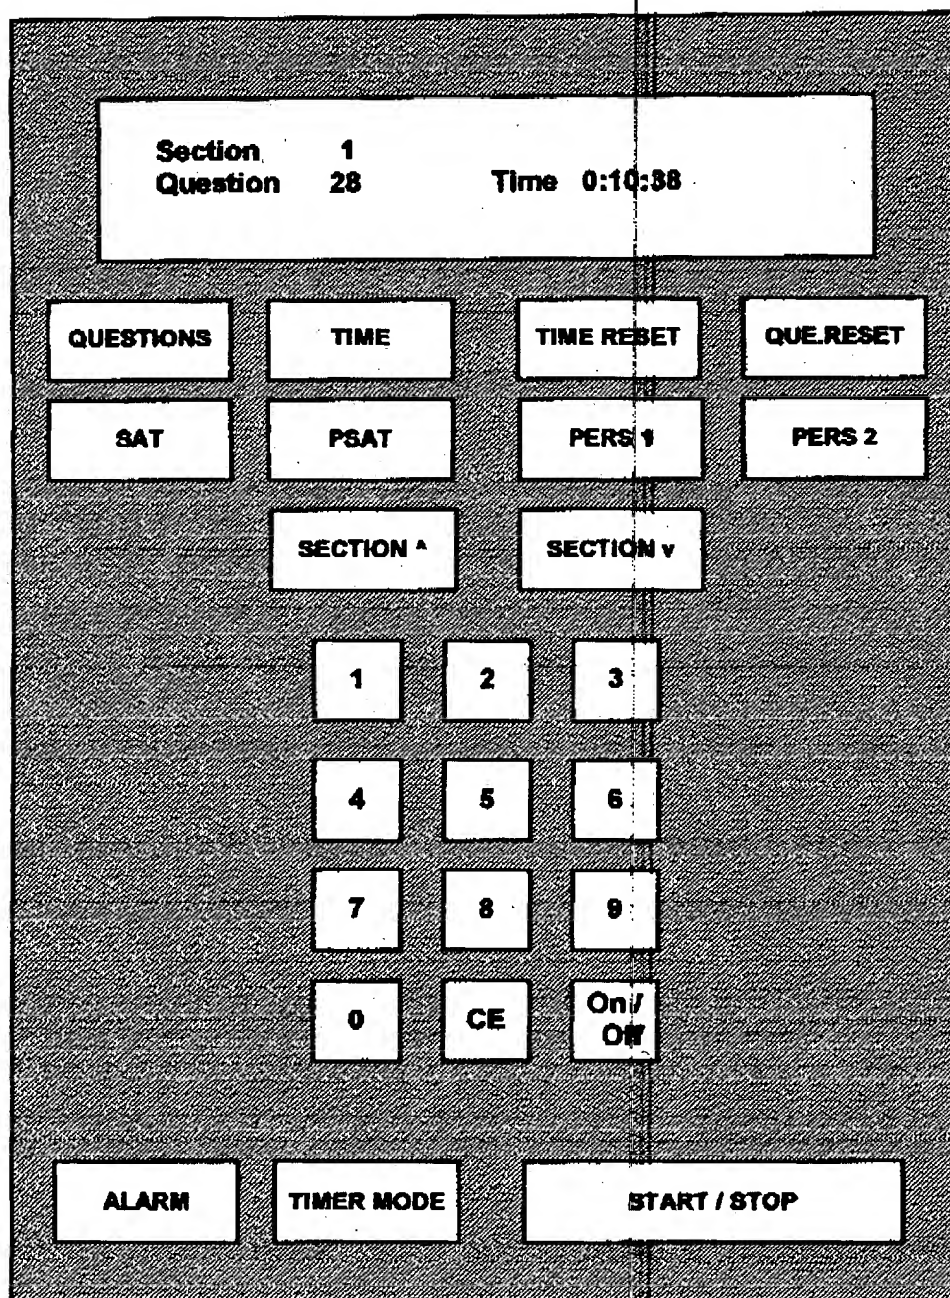 Section 1
Question 28 Time 0:10:38
QUESTIONS TIME TIME RESET QUE.RESET
SAT PSAT PERS 1 PERS 2
SECTION ^ SECTION v
1 2 3
4 5 6
7 8 9
0 CE On /
Off
ALARM TIMER MODE START / STOP